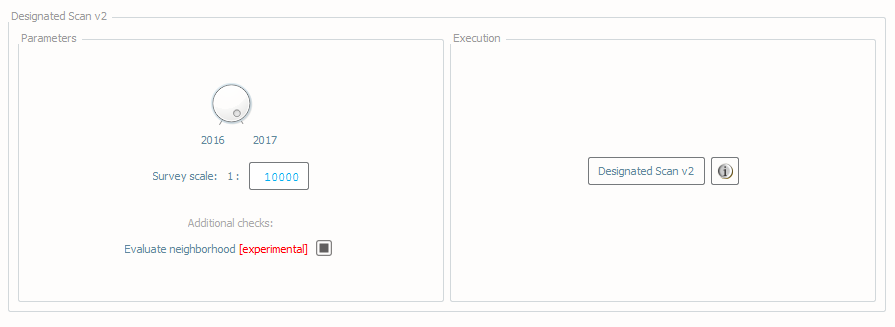 Designated Scan v2
Parameters
Execution
2016 2017
Survey scale: 1 : 10000
Designated Scan v2
Additional checks:
Evaluate neighborhood [experimental]